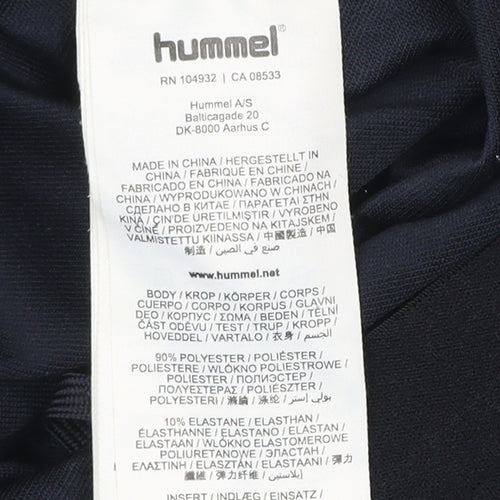 hummel®
RN 104932 | CA 08533
Hummel A/S
Balticagade 20
DK-8000 Aarhus C
MADE IN CHINA / HERGESTELLT IN
CHINA / FABRIQUÉ EN CHINE /
FABRICADO EN CHINA / FABRICADO NA
CHINA / WYPRODUKOWANO W CHINACH/
СДЕЛАНО В КИТАЕ / ΠΑΡΑΓΕΤΑΙ ΣΤΗΝ
ΚΙΝΑ / ÇIN'DE ÜRETILMIŞTIR / VYROBENO
V ČÍNĚ / PROIZVEDENO NA KITAJSKEM /
VALMISTETTU KIINASSA / 中國製造 / 中国
制造 / صنع في الصين
www.hummel.net
BODY / KROP / KÖRPER / CORPS /
CUERPO / CORPO / KORPUS / GLAVNI
DEO / КОРПУС / ΣΩΜΑ / BEDEN / TĚLNÍ
ČÁST ODĚVU / TEST / TRUP / KROPP /
HOVEDDEL / VARTALO / 衣身 / الجسم
90% POLYESTER / POLIÉSTER /
POLIESTERE / WŁÓKNO POLIESTROWE /
POLIESTER / ПОЛИЭСТЕР /
ΠΟΛΥΕΣΤΕΡΑΣ / POLIÉSZTER /
POLYESTERI / 滌綸 / 涤纶 / بولي إستر
10% ELASTANE / ELASTHAN /
ÉLASTHANNE / ELASTANO / ELASTAN /
ELASTAAN / WŁÓKNO ELASTOMEROWE
POLIURETANOWE / ЭЛАСТАН /
ΕΛΑΣΤΙΝΗ / ELASZTÁN / ELASTAANI / 彈力
纖維 / 弹力纤维 / إيلاستين
INSERT / INDLÆG / EINSATZ /